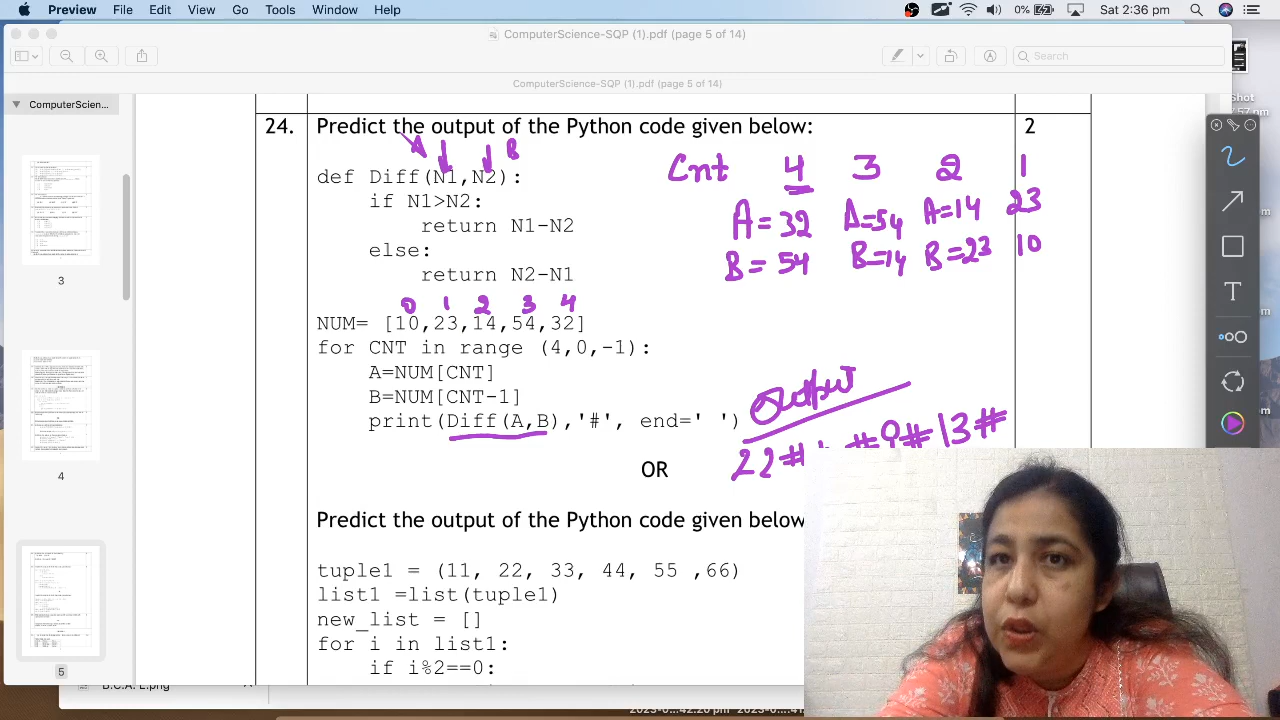 Preview File Edit View Go Tools Window Help 0% Sat 2:36 pm
ComputerScience-SQP (1).pdf (page 5 of 14)
Search
ComputerScience-SQP (1).pdf (page 5 of 14)
ComputerScien...
3
4
5
24. Predict the output of the Python code given below: 2
def Diff(N1,N2):
if N1>N2:
return N1-N2
else:
return N2-N1
0 1 2 3 4
NUM= [10,23,14,54,32]
for CNT in range (4,0,-1):
A=NUM[CNT]
B=NUM[CNT-1]
print(Diff(A,B),'#', end=' ')
Cnt 4 3 2 1
A=32 A=54 A=14 23
B=54 B=14 B=23 10
Output
22# #9#13#
OR
Predict the output of the Python code given below
tuple1 = (11, 22, 33, 44, 55 ,66)
list1 =list(tuple1)
new_list = []
for i in list1:
if i%2==0:
Shot
T